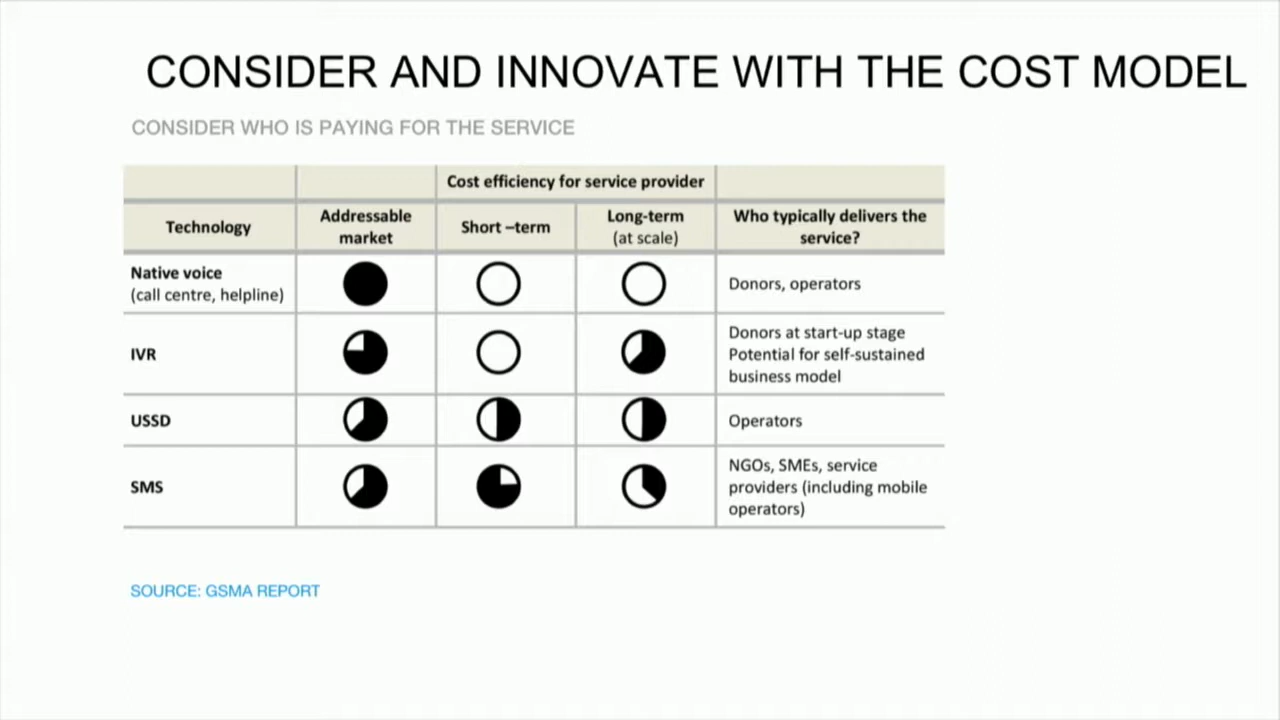 CONSIDER AND INNOVATE WITH THE COST MODEL
CONSIDER WHO IS PAYING FOR THE SERVICE
Cost efficiency for service provider
Technology
Addressable
market
Short –term
Long-term
(at scale)
Who typically delivers the
service?
Native voice
(call centre, helpline)
Donors, operators
IVR
Donors at start-up stage
Potential for self-sustained
business model
USSD
Operators
SMS
NGOs, SMEs, service
providers (including mobile
operators)
SOURCE: GSMA REPORT